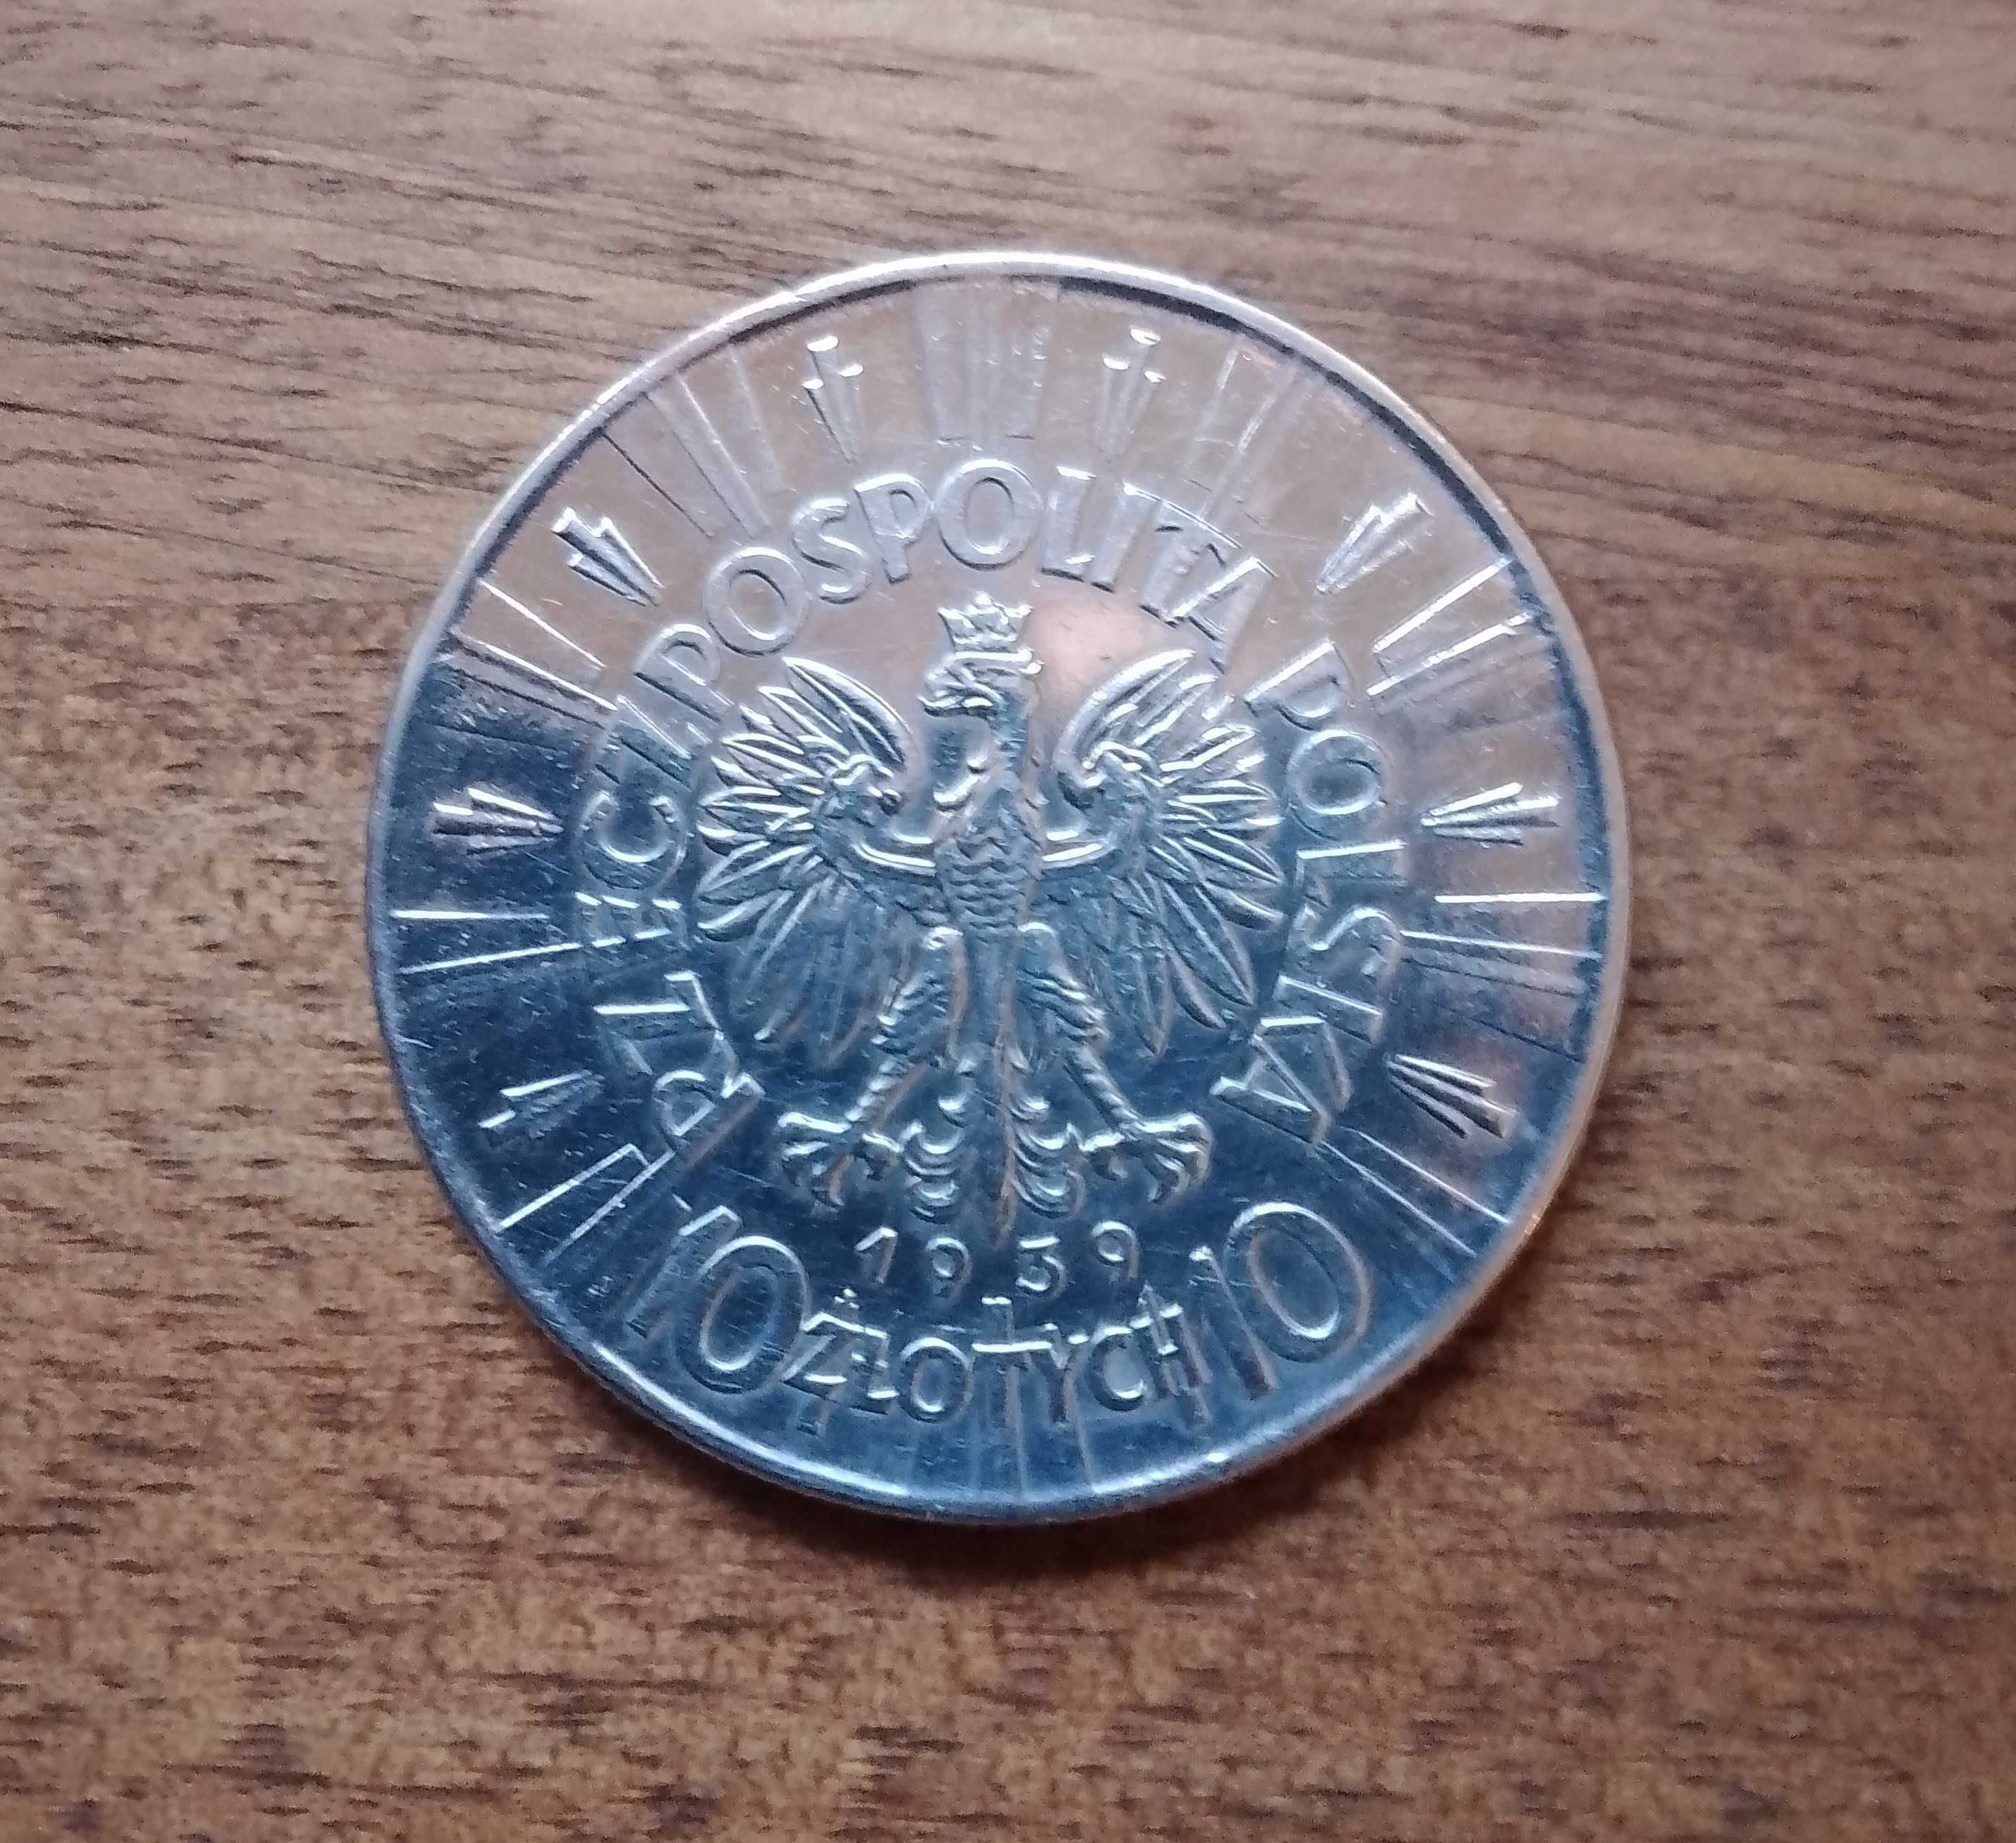 RZECZPOSPOLITA POLSKA
1939
10 ZŁOTYCH 10